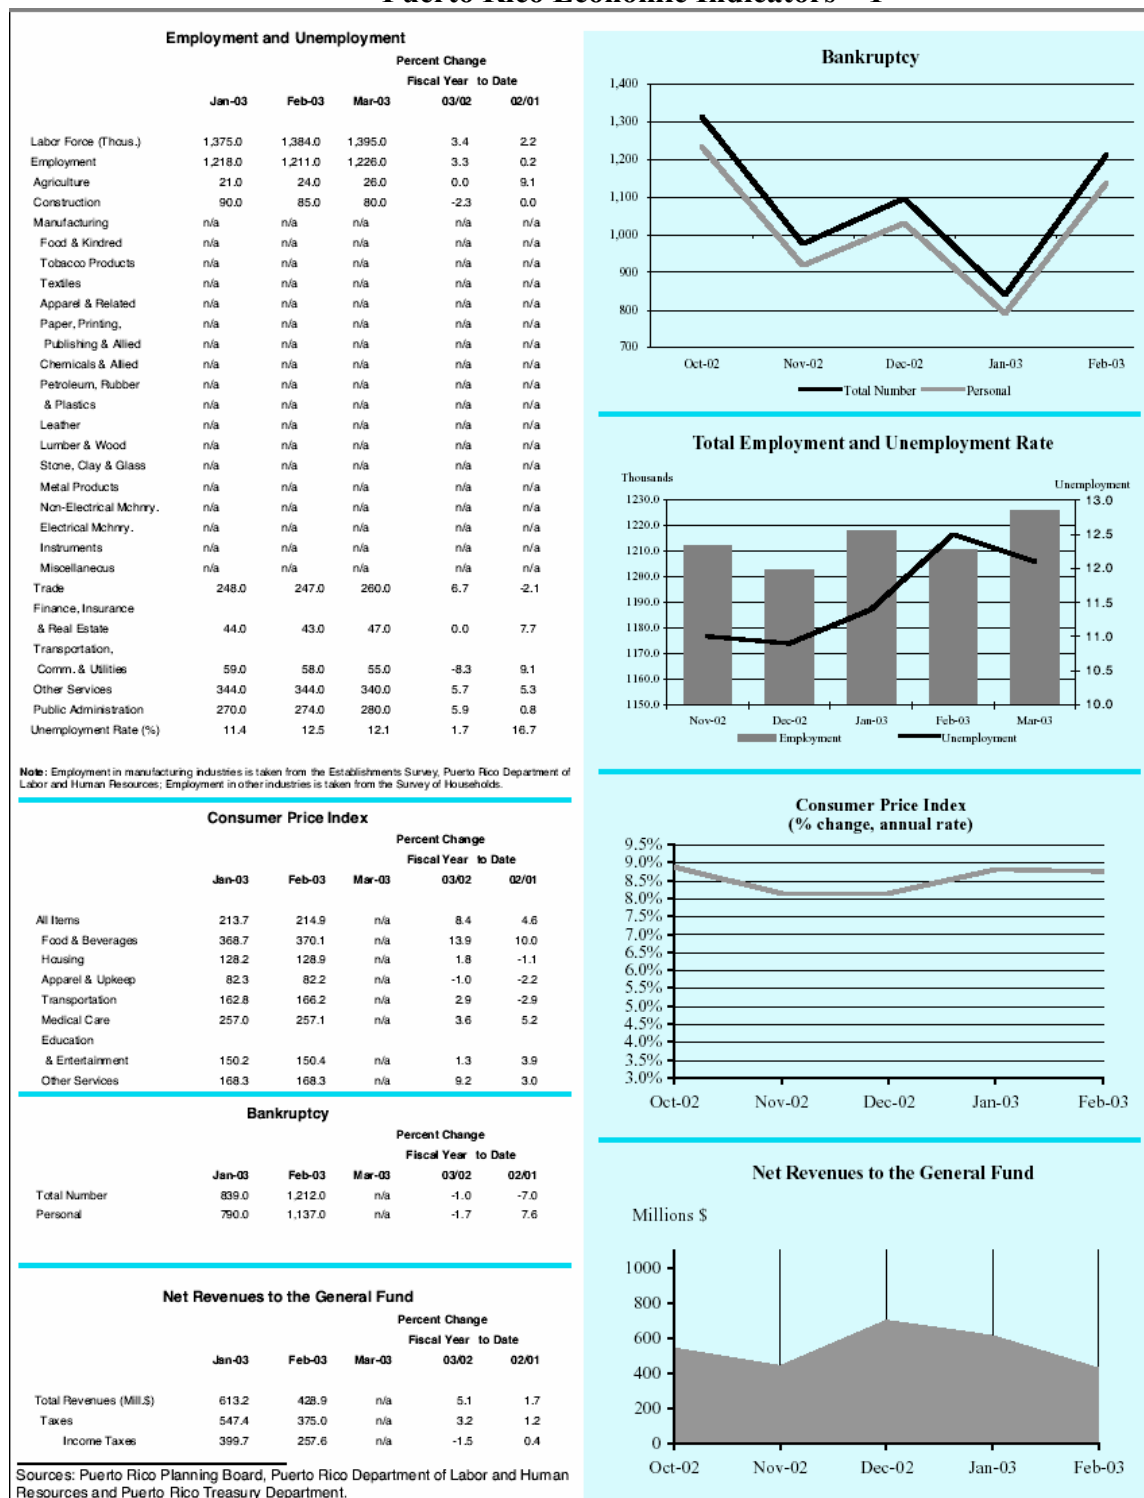 Puerto Rico Economic Indicators - I
Employment and Unemployment
Percent Change
Fiscal Year to Date
Jan-03 Feb-03 Mar-03 03/02 02/01
Labor Force (Thous.) 1,375.0 1,384.0 1,395.0 3.4 2.2
Employment 1,218.0 1,211.0 1,226.0 3.3 0.2
Agriculture 21.0 24.0 26.0 0.0 9.1
Construction 90.0 85.0 80.0 -2.3 0.0
Manufacturing n/a n/a n/a n/a n/a
Food & Kindred n/a n/a n/a n/a n/a
Tobacco Products n/a n/a n/a n/a n/a
Textiles n/a n/a n/a n/a n/a
Apparel & Related n/a n/a n/a n/a n/a
Paper, Printing, n/a n/a n/a n/a n/a
Publishing & Allied n/a n/a n/a n/a n/a
Chemicals & Allied n/a n/a n/a n/a n/a
Petroleum, Rubber n/a n/a n/a n/a n/a
& Plastics n/a n/a n/a n/a n/a
Leather n/a n/a n/a n/a n/a
Lumber & Wood n/a n/a n/a n/a n/a
Stone, Clay & Glass n/a n/a n/a n/a n/a
Metal Products n/a n/a n/a n/a n/a
Non-Electrical Mchnry. n/a n/a n/a n/a n/a
Electrical Mchnry. n/a n/a n/a n/a n/a
Instruments n/a n/a n/a n/a n/a
Miscellaneous n/a n/a n/a n/a n/a
Trade 248.0 247.0 260.0 6.7 -2.1
Finance, Insurance
& Real Estate 44.0 43.0 47.0 0.0 7.7
Transportation,
Comm. & Utilities 59.0 58.0 55.0 -8.3 9.1
Other Services 344.0 344.0 340.0 5.7 5.3
Public Administration 270.0 274.0 280.0 5.9 0.8
Unemployment Rate (%) 11.4 12.5 12.1 1.7 16.7
Note: Employment in manufacturing industries is taken from the Establishments Survey, Puerto Rico Department of
Labor and Human Resources; Employment in other industries is taken from the Survey of Households.
Consumer Price Index
Percent Change
Fiscal Year to Date
Jan-03 Feb-03 Mar-03 03/02 02/01
All Items 213.7 214.9 n/a 8.4 4.6
Food & Beverages 368.7 370.1 n/a 13.9 10.0
Housing 128.2 128.9 n/a 1.8 -1.1
Apparel & Upkeep 82.3 82.2 n/a -1.0 -2.2
Transportation 162.8 166.2 n/a 2.9 -2.9
Medical Care 257.0 257.1 n/a 3.6 5.2
Education
& Entertainment 150.2 150.4 n/a 1.3 3.9
Other Services 168.3 168.3 n/a 9.2 3.0
Bankruptcy
Percent Change
Fiscal Year to Date
Jan-03 Feb-03 Mar-03 03/02 02/01
Total Number 839.0 1,212.0 n/a -1.0 -7.0
Personal 790.0 1,137.0 n/a -1.7 7.6
Net Revenues to the General Fund
Percent Change
Fiscal Year to Date
Jan-03 Feb-03 Mar-03 03/02 02/01
Total Revenues (Mill.$) 613.2 428.9 n/a 5.1 1.7
Taxes 547.4 375.0 n/a 3.2 1.2
Income Taxes 399.7 257.6 n/a -1.5 0.4
Sources: Puerto Rico Planning Board, Puerto Rico Department of Labor and Human
Resources and Puerto Rico Treasury Department.
Bankruptcy
1,400
1,300
1,200
1,100
1,000
900
800
700
Oct-02 Nov-02 Dec-02 Jan-03 Feb-03
Total Number Personal
Total Employment and Unemployment Rate
Thousands Unemployment
1230.0 13.0
1220.0 12.5
1210.0 12.0
1200.0 11.5
1190.0 11.0
1180.0 10.5
1170.0 10.0
1160.0
1150.0
Nov-02 Dec-02 Jan-03 Feb-03 Mar-03
Employment Unemployment
Consumer Price Index
(% change, annual rate)
9.5%
9.0%
8.5%
8.0%
7.5%
7.0%
6.5%
6.0%
5.5%
5.0%
4.5%
4.0%
3.5%
3.0%
Oct-02 Nov-02 Dec-02 Jan-03 Feb-03
Net Revenues to the General Fund
Millions $
1000
800
600
400
200
0
Oct-02 Nov-02 Dec-02 Jan-03 Feb-03